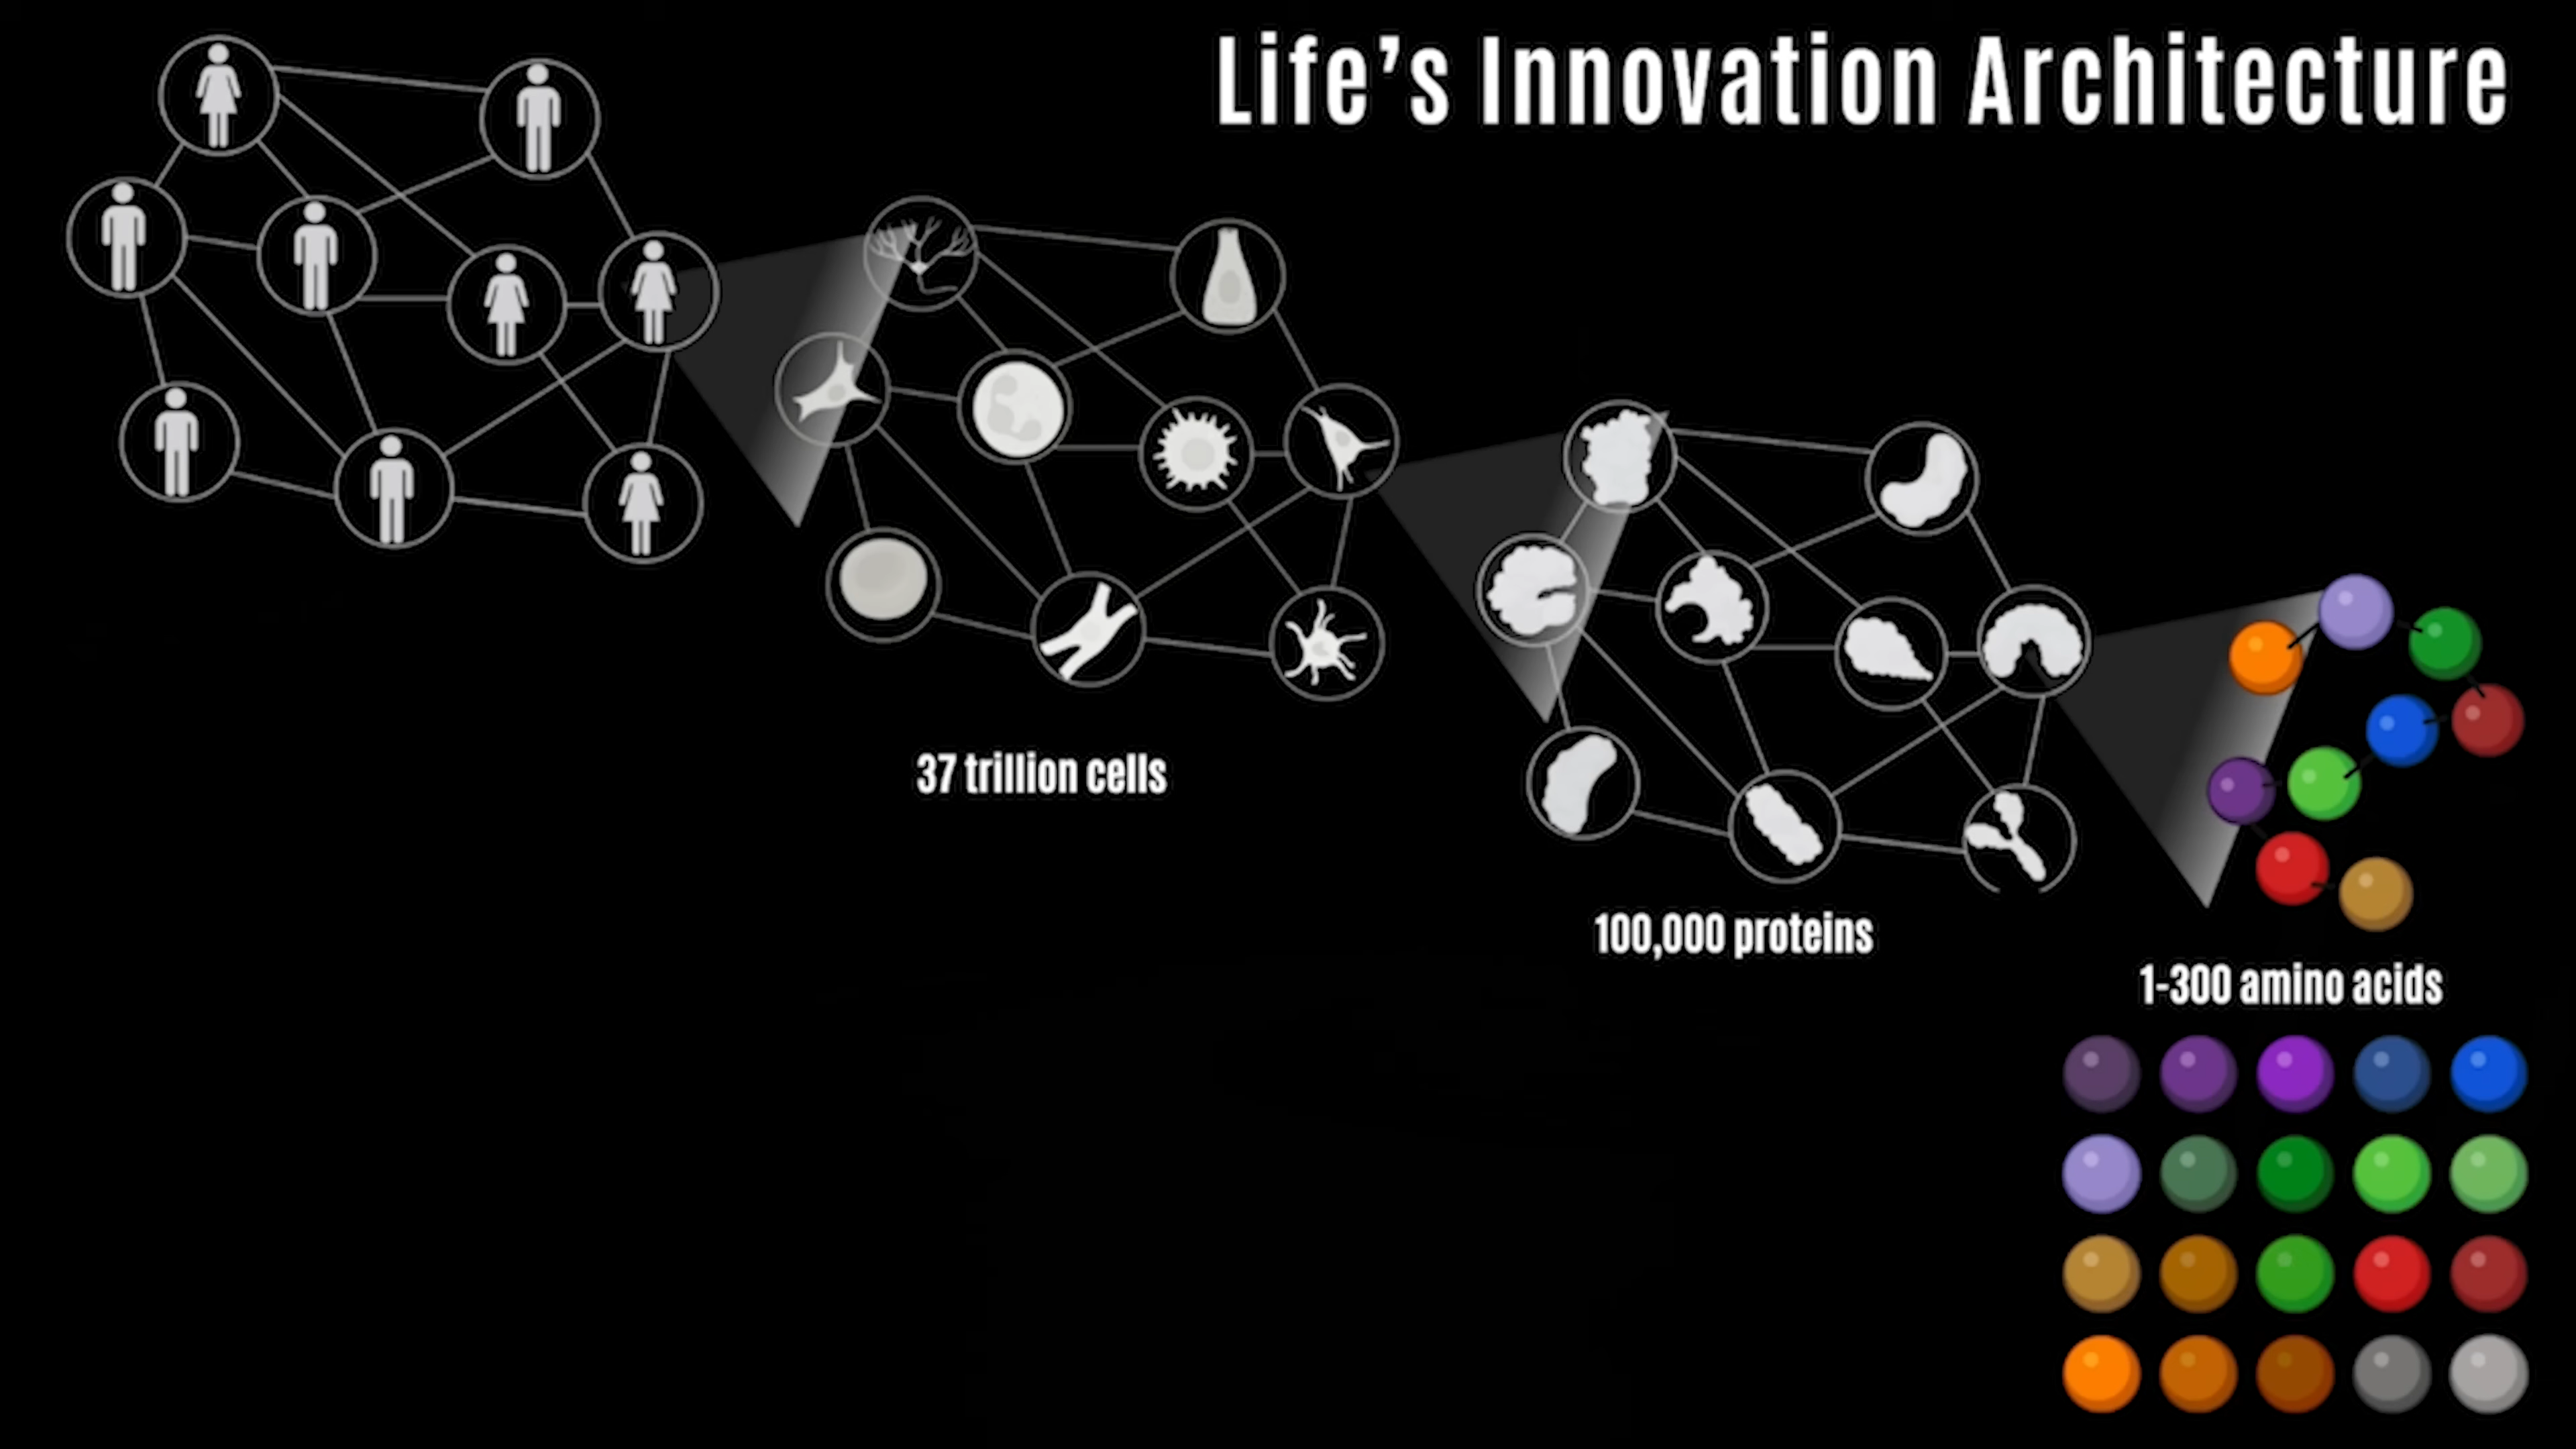 Life’s Innovation Architecture
37 trillion cells
100,000 proteins
1-300 amino acids